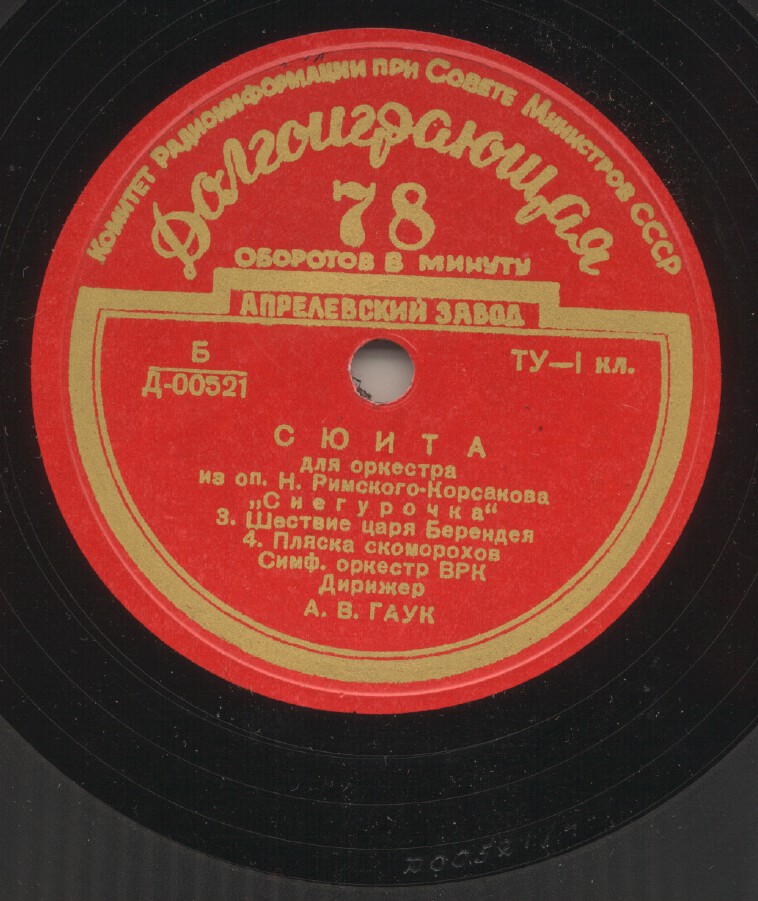 Комитет Радиоинформации при Совете Министров СССР
Долгоиграющая
78
ОБОРОТОВ В МИНУТУ
АПРЕЛЕВСКИЙ ЗАВОД
Б
Д-00521
ТУ—I кл.
СЮИТА
для оркестра
из оп. Н. Римского-Корсакова
„Снегурочка“
3. Шествие царя Берендея
4. Пляска скоморохов
Симф. оркестр ВРК
Дирижер
А. В. ГАУК